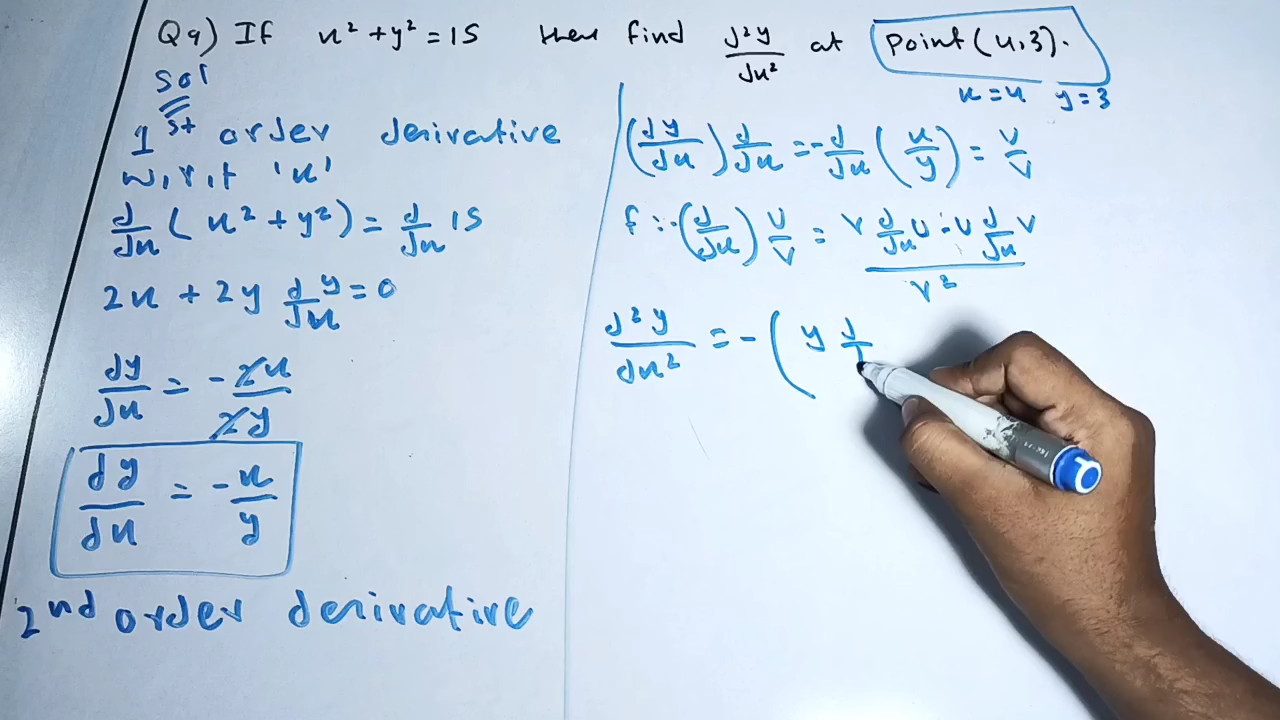 Q9) If x² + y² = 15 then find d²y/dx² at Point (4,3).
x = 4 y = 3
Sol
1st order derivative
w.r.t 'x'
d/dx (x² + y²) = d/dx 15
2x + 2y d/dx y = 0
dy/dx = -2x/2y
dy/dx = -x/y
2nd order derivative
(dy/dx) d/dx = -d/dx (x/y) = U/V
f :- (d/dx) U/V = V d/dx U - U d/dx V / V²
d²y/dx² = - ( y d